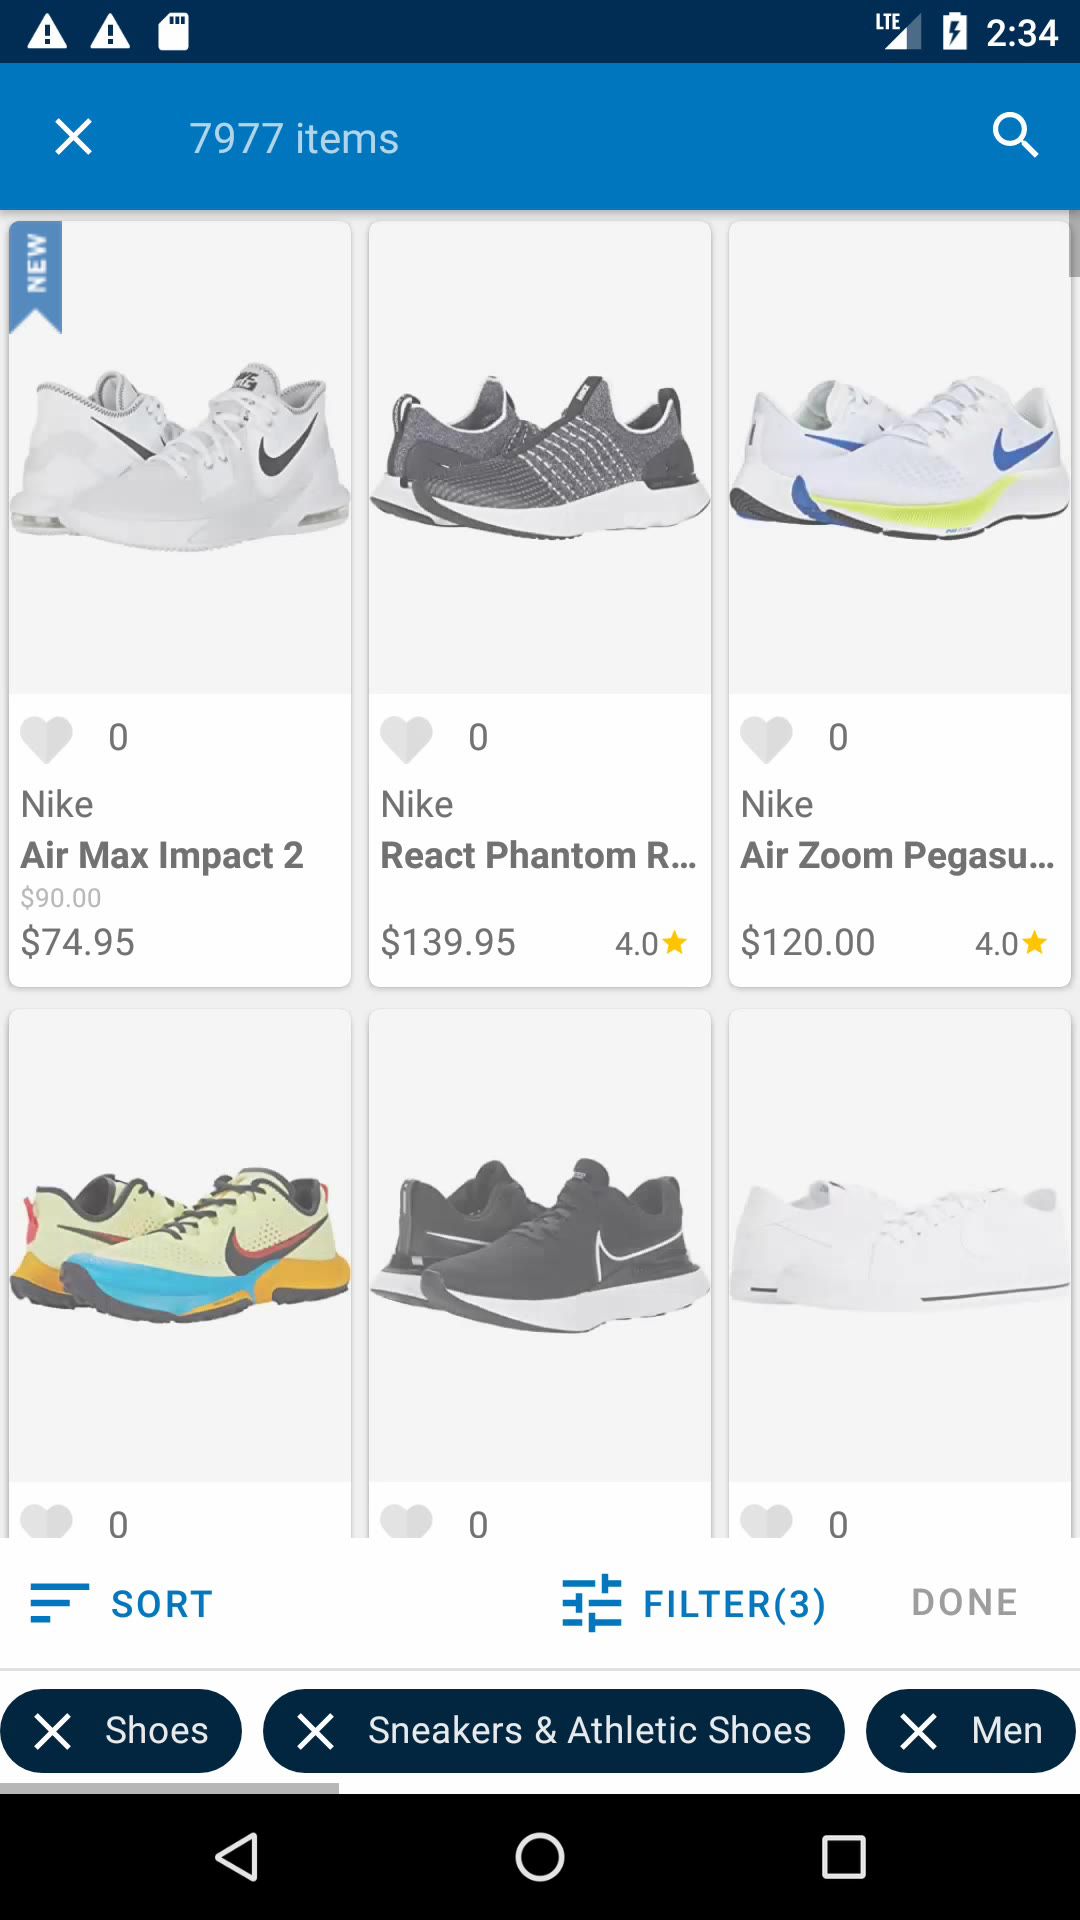 LTE 2:34
7977 items
NEW
0
0
0
Nike
Nike
Nike
Air Max Impact 2
React Phantom R...
Air Zoom Pegasu...
$90.00
$74.95
$139.95 4.0
$120.00 4.0
0
0
0
SORT
FILTER(3)
DONE
Shoes
Sneakers & Athletic Shoes
Men